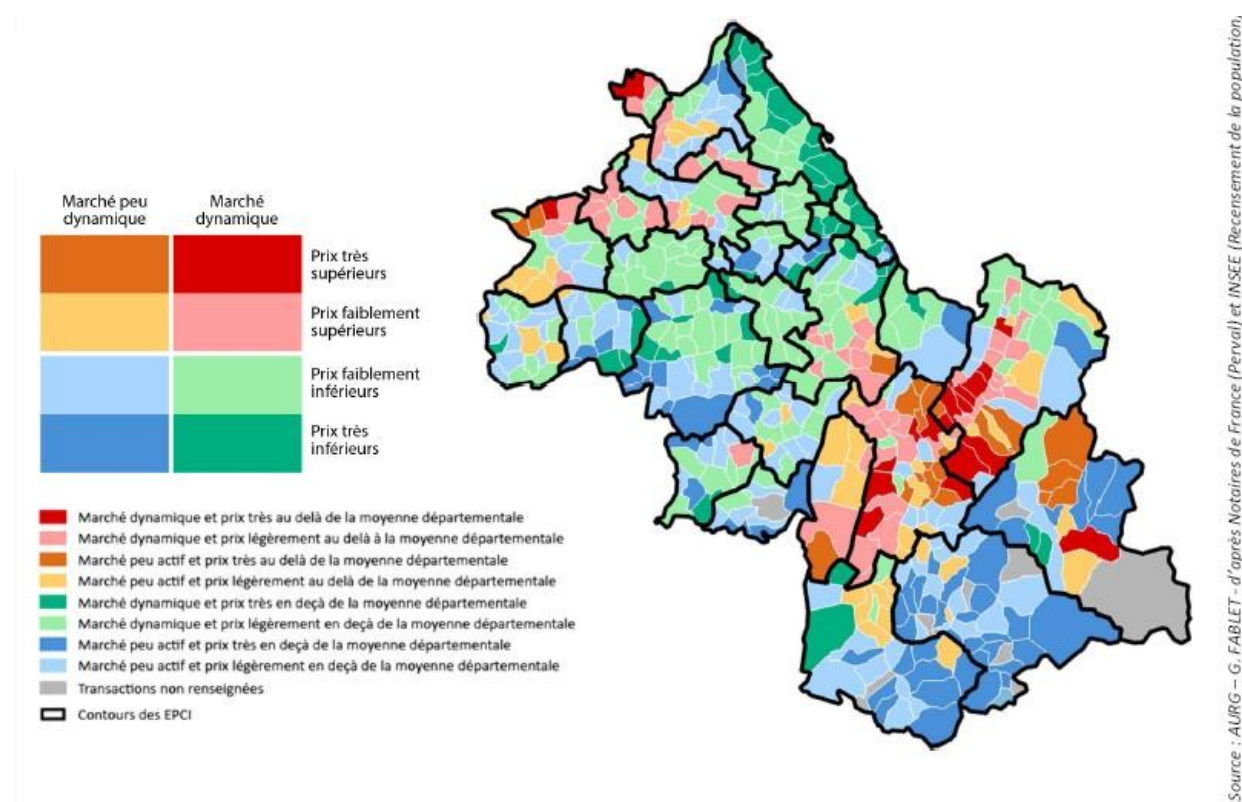 Marché peu
dynamique
Marché
dynamique
Prix très
supérieurs
Prix faiblement
supérieurs
Prix faiblement
inférieurs
Prix très
inférieurs
Marché dynamique et prix très au delà de la moyenne départementale
Marché dynamique et prix légèrement au delà à la moyenne départementale
Marché peu actif et prix très au delà de la moyenne départementale
Marché peu actif et prix légèrement au delà de la moyenne départementale
Marché dynamique et prix très en deçà de la moyenne départementale
Marché dynamique et prix légèrement en deçà de la moyenne départementale
Marché peu actif et prix très en deçà de la moyenne départementale
Marché peu actif et prix légèrement en deçà de la moyenne départementale
Transactions non renseignées
Contours des EPCI
Source : AURG – G. FABLET - d'après Notaires de France (Perval) et INSEE (Recensement de la population,